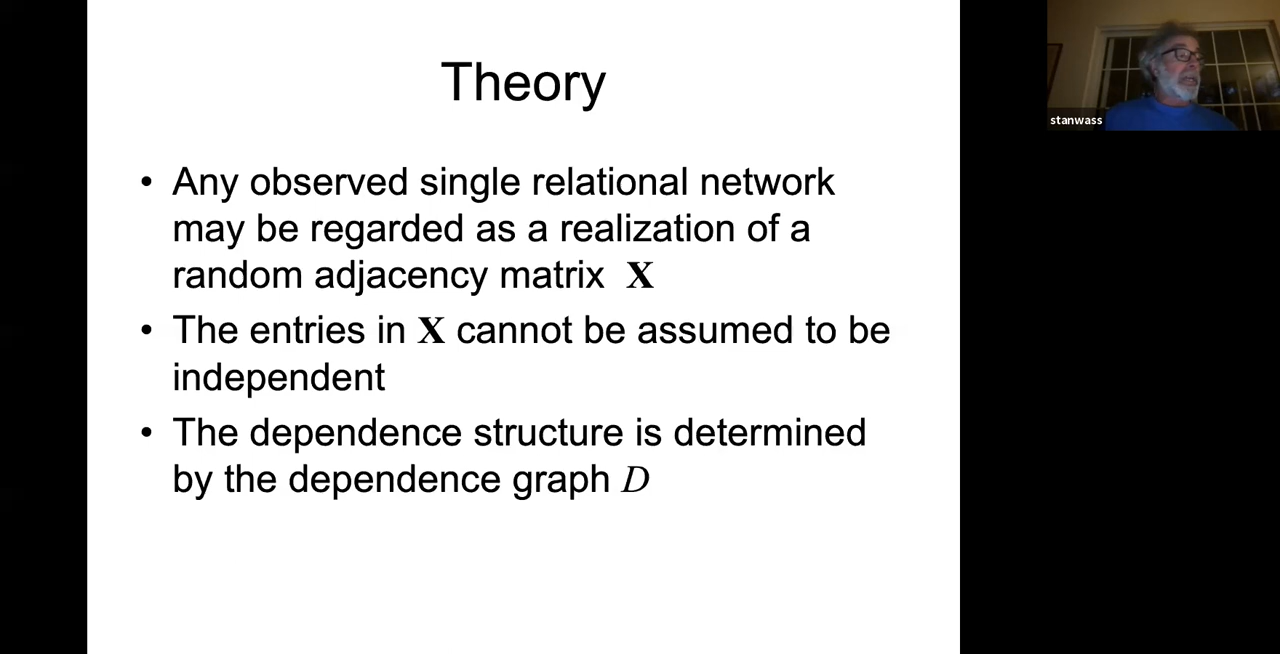 Theory
• Any observed single relational network
may be regarded as a realization of a
random adjacency matrix X
• The entries in X cannot be assumed to be
independent
• The dependence structure is determined
by the dependence graph D
stanwass